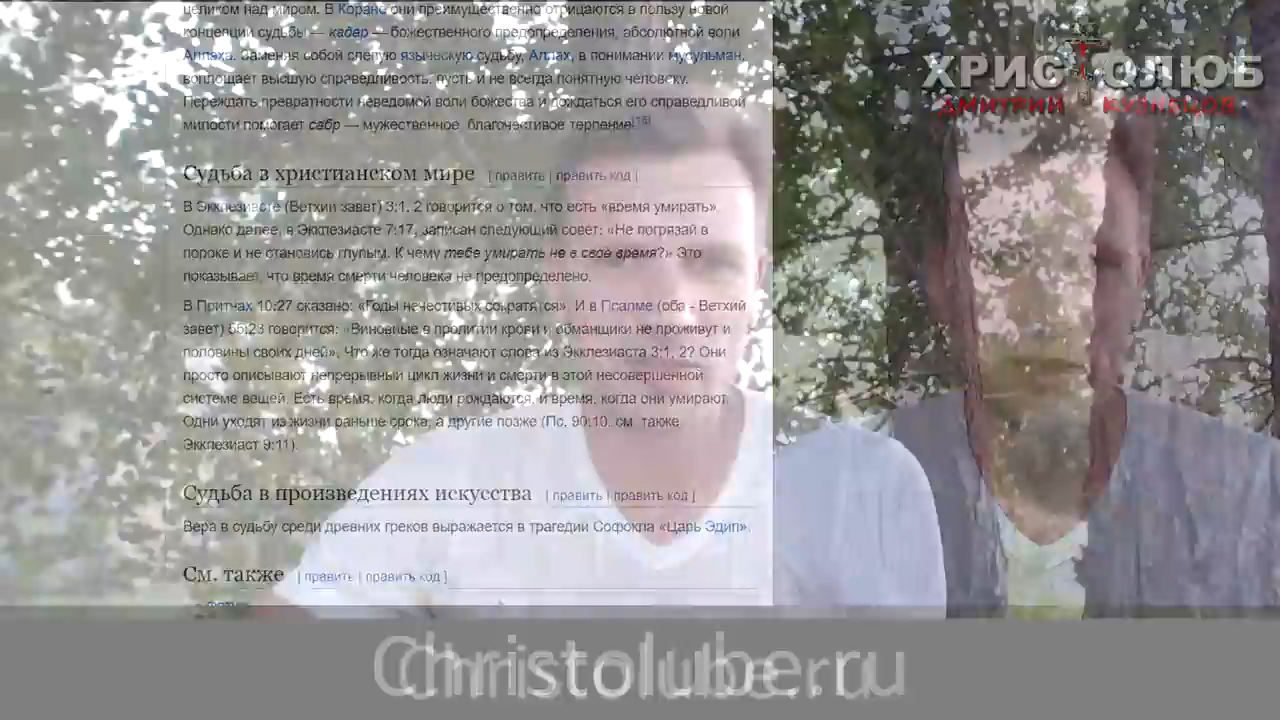 целиком над миром. В Коране они преимущественно отрицаются в пользу новой
концепции судьбы — кадар — божественного предопределения, абсолютной воли
Аллаха. Заменяя собой слепую языческую судьбу, Аллах, в понимании мусульман,
воплощает высшую справедливость, пусть и не всегда понятную человеку.
Переждать превратности неведомой воли божества и дождаться его справедливой
милости помогает сабр — мужественное, благочестивое терпение[15]
ХРИСТОЛЮБ
ДМИТРИЙ КУЗНЕЦОВ
Судьба в христианском мире [ править | править код ]
В Экклезиасте (Ветхий завет) 3:1, 2 говорится о том, что есть «время умирать».
Однако далее, в Экклезиасте 7:17, записан следующий совет: «Не погрязай в
пороке и не становись глупым. К чему тебе умирать не в своё время?» Это
показывает, что время смерти человека не предопределено.
В Притчах 10:27 сказано: «Годы нечестивых сократятся». И в Псалме (оба - Ветхий
завет) 55:23 говорится: «Виновные в пролитии крови и обманщики не проживут и
половины своих дней». Что же тогда означают слова из Экклезиаста 3:1, 2? Они
просто описывают непрерывный цикл жизни и смерти в этой несовершенной
системе вещей. Есть время, когда люди рождаются, и время, когда они умирают.
Одни уходят из жизни раньше срока, а другие позже (Пс. 90:10, см. также
Экклезиаст 9:11).
Судьба в произведениях искусства [ править | править код ]
Вера в судьбу среди древних греков выражается в трагедии Софокла «Царь Эдип».
См. также [ править | править код ]
Christolube.ru